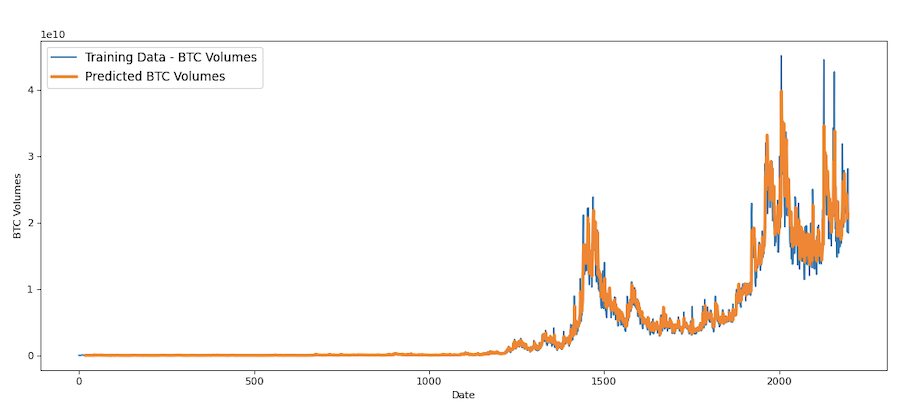 1e10
Training Data - BTC Volumes
Predicted BTC Volumes
4
3
2
1
0
BTC Volumes
0 500 1000 1500 2000
Date